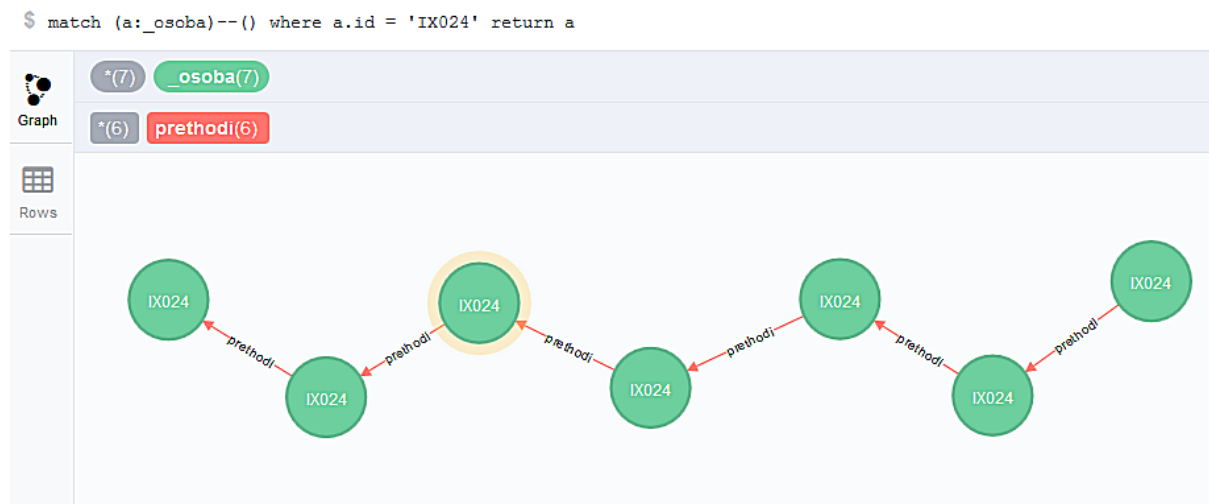 $ match (a:_osoba)--() where a.id = 'IX024' return a
*(7) _osoba(7)
Graph
*(6) prethodi(6)
Rows
IX024
prethodi
IX024
prethodi
IX024
prethodi
IX024
prethodi
IX024
prethodi
IX024
prethodi
IX024